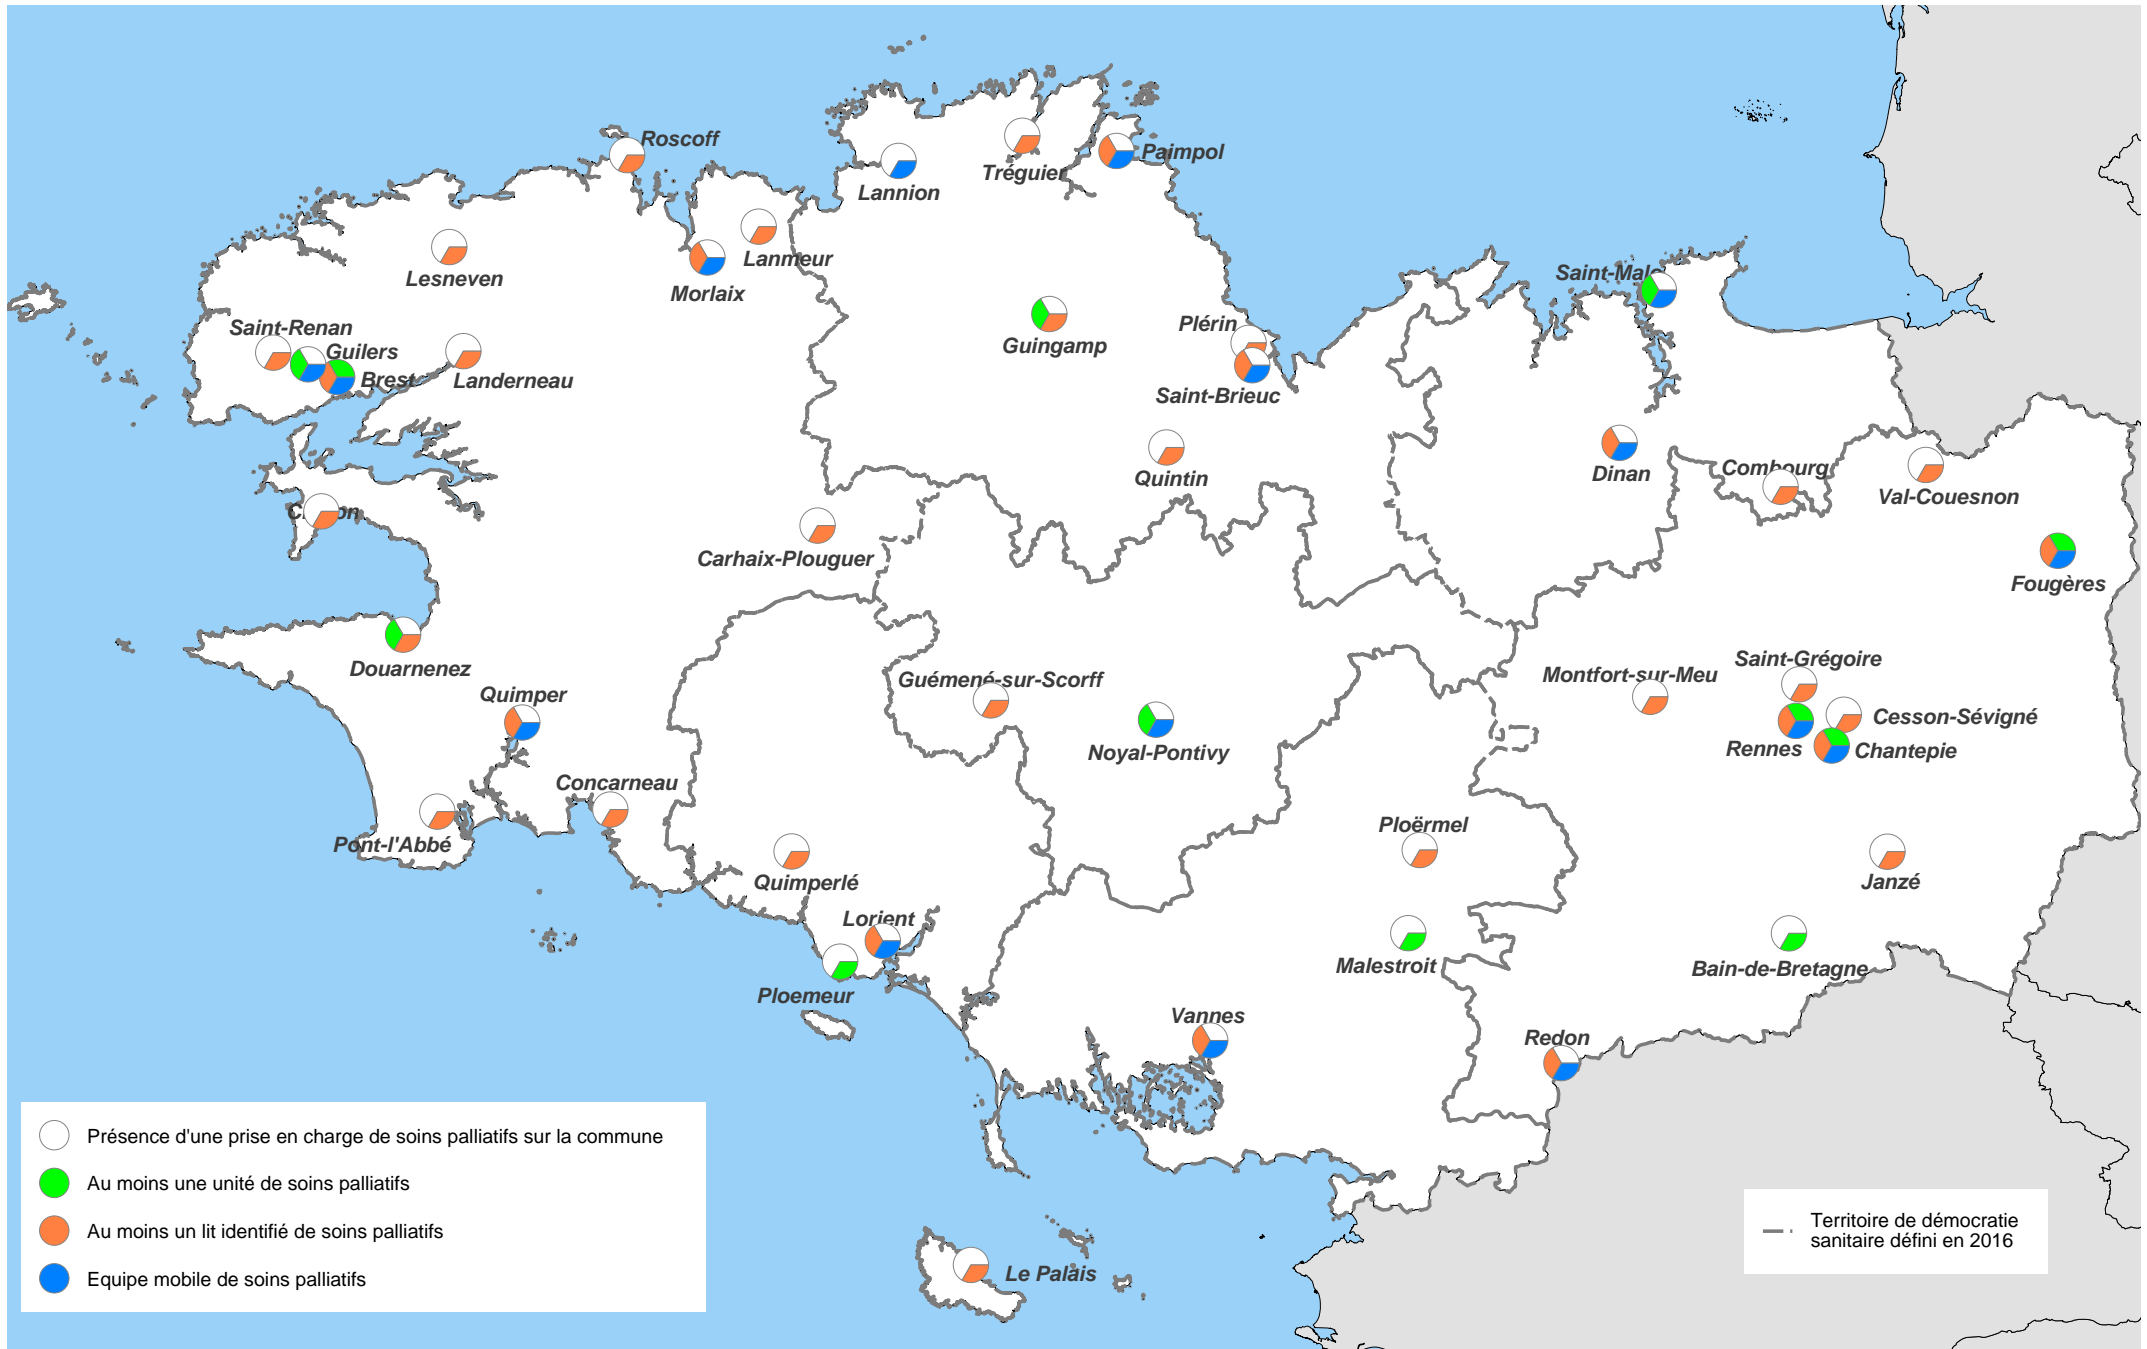 Roscoff
Paimpol
Tréguier
Lannion
Lanmeur
Lesneven
Morlaix
Saint-Malo
Saint-Renan
Plérin
Guilers
Guingamp
Brest
Landerneau
Saint-Brieuc
Combourg
Dinan
Quintin
Val-Couesnon
Carhaix-Plouguer
Fougères
Saint-Grégoire
Douarnenez
Montfort-sur-Meu
Guémené-sur-Scorff
Quimper
Cesson-Sévigné
Rennes
Chantepie
Noyal-Pontivy
Concarneau
Ploërmel
Pont-l'Abbé
Quimperlé
Janzé
Lorient
Malestroit
Bain-de-Bretagne
Ploemeur
Vannes
Redon
Le Palais
Présence d'une prise en charge de soins palliatifs sur la commune
Au moins une unité de soins palliatifs
Au moins un lit identifié de soins palliatifs
Equipe mobile de soins palliatifs
Territoire de démocratie
sanitaire défini en 2016